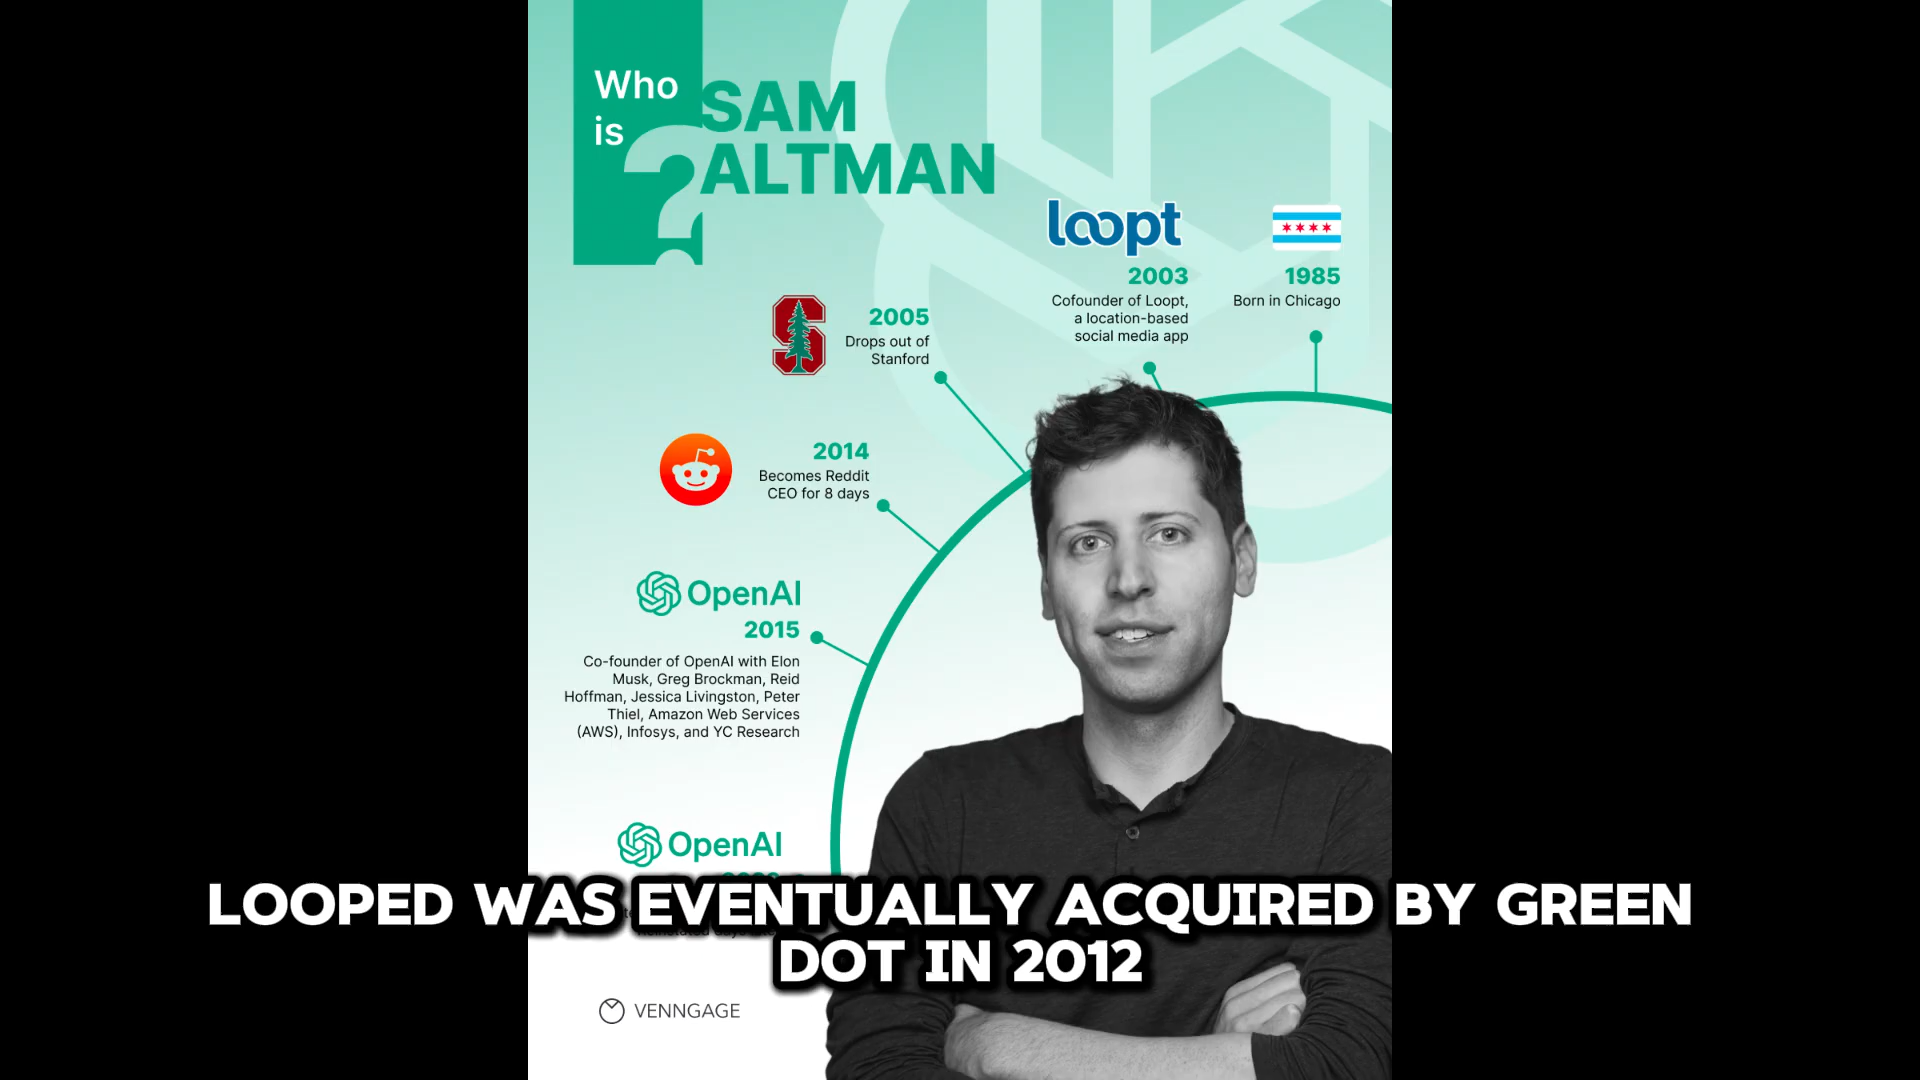 Who
is
?
SAM
ALTMAN
loopt
2003
Cofounder of Loopt,
a location-based
social media app
1985
Born in Chicago
2005
Drops out of
Stanford
2014
Becomes Reddit
CEO for 8 days
OpenAI
2015
Co-founder of OpenAI with Elon
Musk, Greg Brockman, Reid
Hoffman, Jessica Livingston, Peter
Thiel, Amazon Web Services
(AWS), Infosys, and YC Research
OpenAI
LOOPED WAS EVENTUALLY ACQUIRED BY GREEN
DOT IN 2012
VENNGAGE